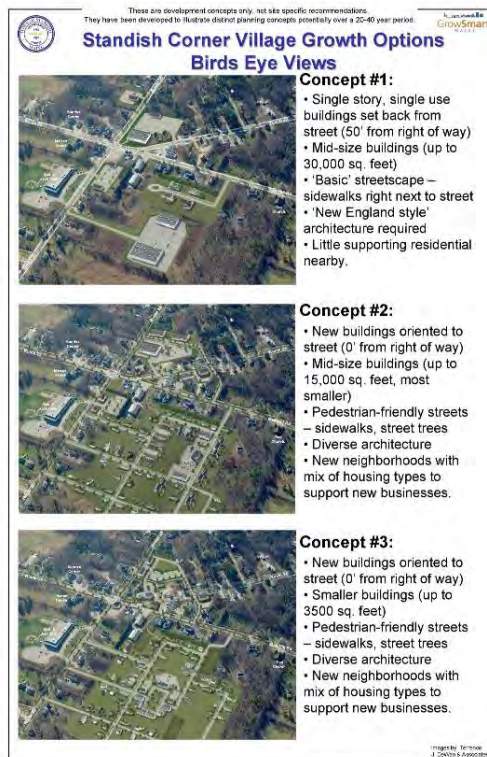 These are development concepts only, not site specific recommendations.
They have been developed to illustrate distinct planning concepts potentially over a 20-40 year period.
GrowSmart
MAINE
Standish Corner Village Growth Options
Birds Eye Views
Concept #1:
• Single story, single use
buildings set back from
street (50' from right of way)
• Mid-size buildings (up to
30,000 sq. feet)
• 'Basic' streetscape –
sidewalks right next to street
• 'New England style'
architecture required
• Little supporting residential
nearby.
Concept #2:
• New buildings oriented to
street (0' from right of way)
• Mid-size buildings (up to
15,000 sq. feet, most
smaller)
• Pedestrian-friendly streets
– sidewalks, street trees
• Diverse architecture
• New neighborhoods with
mix of housing types to
support new businesses.
Concept #3:
• New buildings oriented to
street (0' from right of way)
• Smaller buildings (up to
3500 sq. feet)
• Pedestrian-friendly streets
– sidewalks, street trees
• Diverse architecture
• New neighborhoods with
mix of housing types to
support new businesses.
Images by Terrence
J. DeWan & Associates